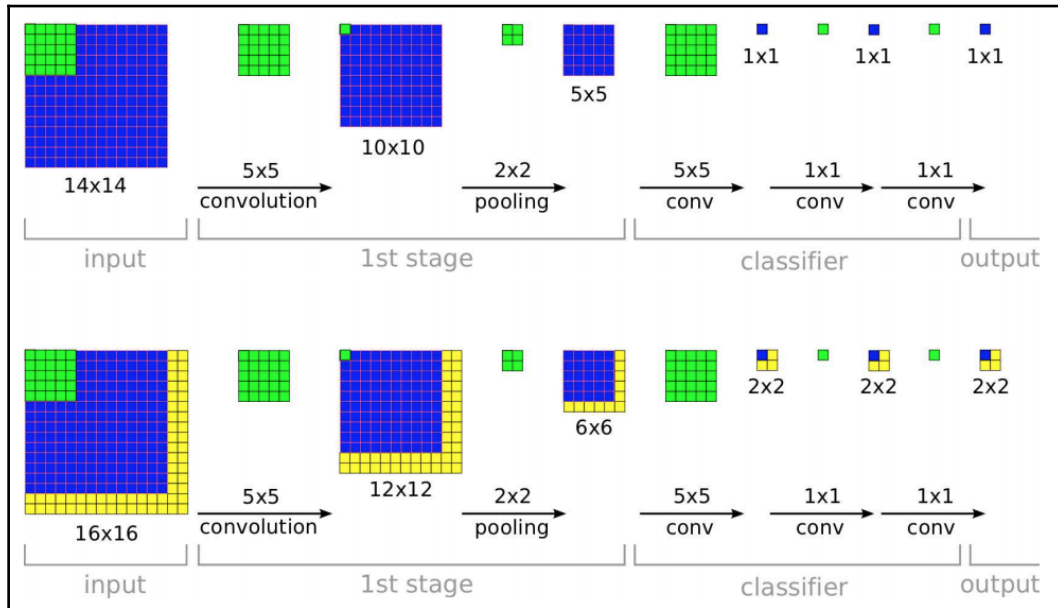 1x1
1x1
1x1
5x5
10x10
14x14
5x5
convolution
2x2
pooling
5x5
conv
1x1
conv
1x1
conv
input
1st stage
classifier
output
2x2
2x2
2x2
6x6
12x12
16x16
5x5
convolution
2x2
pooling
5x5
conv
1x1
conv
1x1
conv
input
1st stage
classifier
output